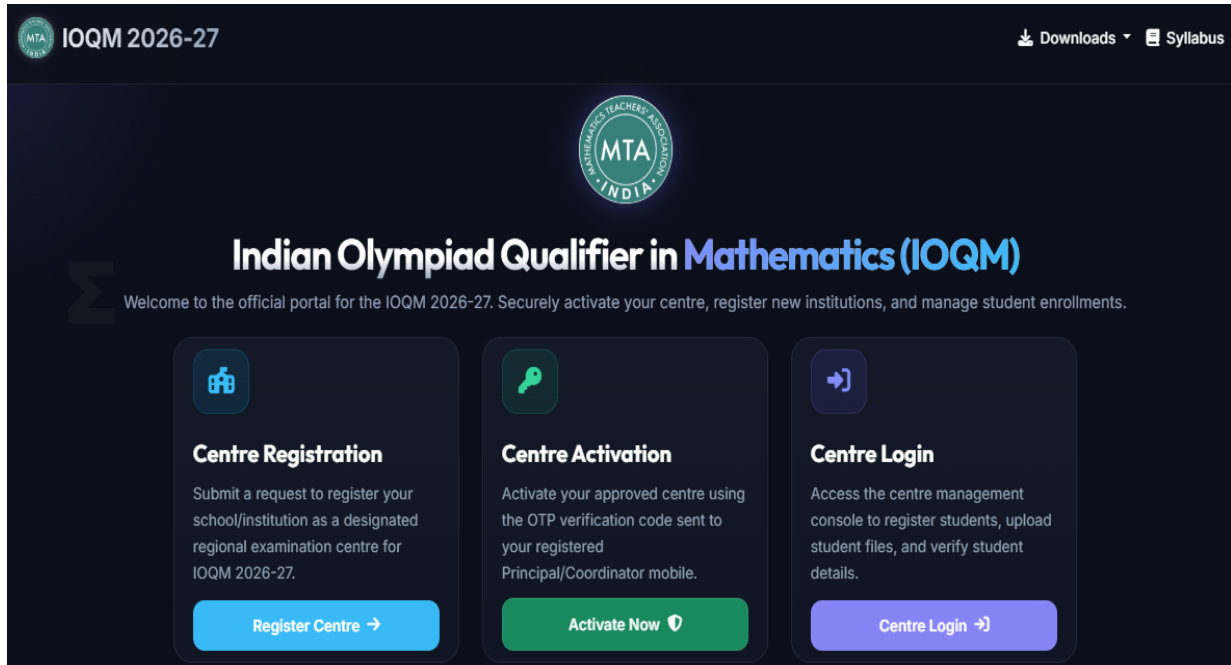 MTA
IOQM 2026-27
Downloads
Syllabus
MATHEMATICS TEACHERS' ASSOCIATION
MTA
INDIA
Indian Olympiad Qualifier in Mathematics (IOQM)
Σ
Welcome to the official portal for the IOQM 2026-27. Securely activate your centre, register new institutions, and manage student enrollments.
Centre Registration
Submit a request to register your
school/institution as a designated
regional examination centre for
IOQM 2026-27.
Register Centre →
Centre Activation
Activate your approved centre using
the OTP verification code sent to
your registered
Principal/Coordinator mobile.
Activate Now
Centre Login
Access the centre management
console to register students, upload
student files, and verify student
details.
Centre Login